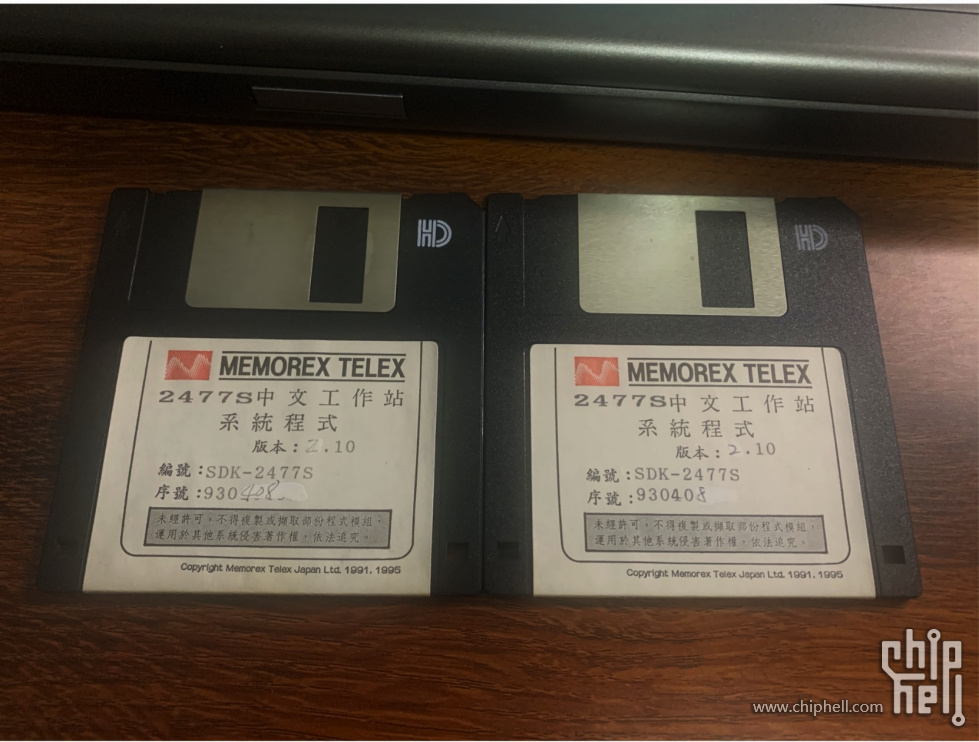 HD
MEMOREX TELEX
2477S中文工作站
系統程式
版本:2.10
編號:SDK-2477S
序號:930408
未經許可,不得複製或擷取部份程式模組,
運用於其他系統侵害著作權,依法追究。
Copyright Memorex Telex Japan Ltd. 1991, 1995
HD
MEMOREX TELEX
2477S中文工作站
系統程式
版本:2.10
編號:SDK-2477S
序號:930408
未經許可,不得複製或擷取部份程式模組,
運用於其他系統侵害著作權,依法追究。
Copyright Memorex Telex Japan Ltd. 1991, 1995
chip
hell
www.chiphell.com